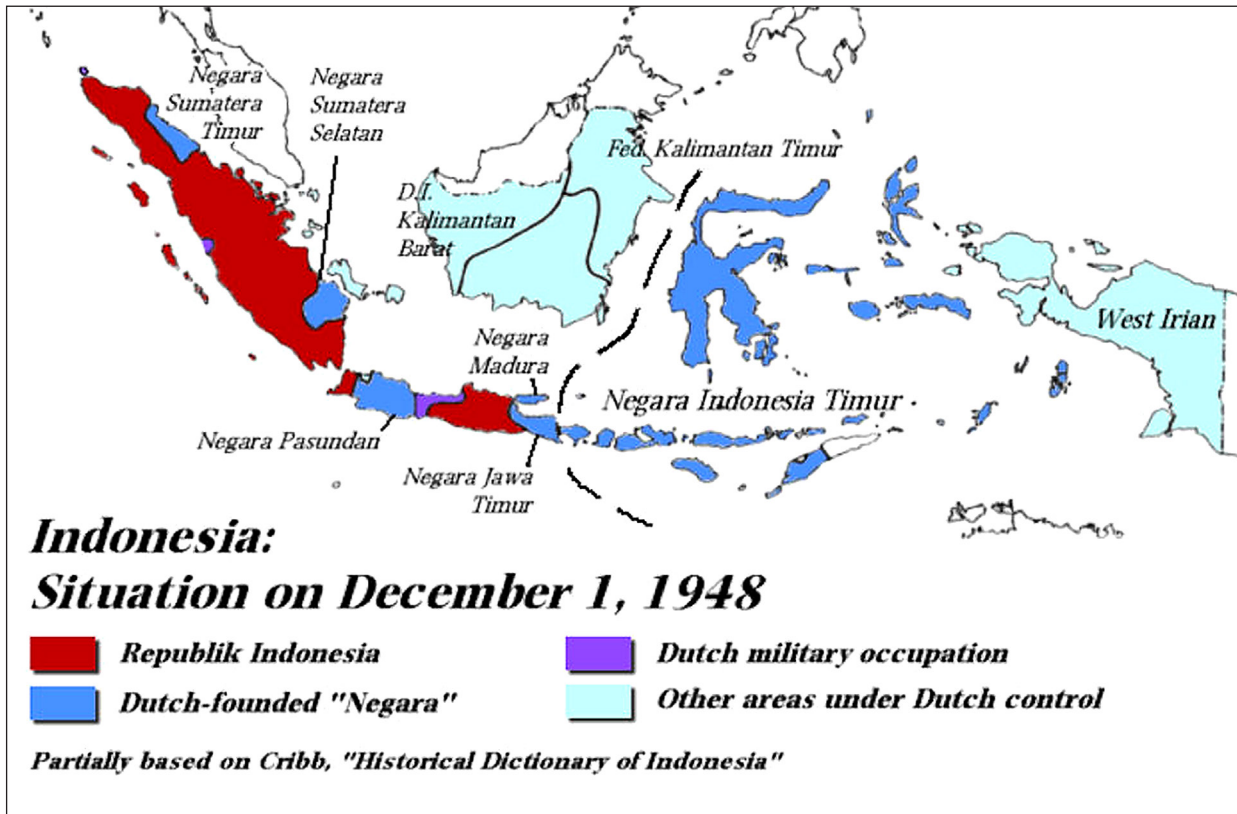 Negara
Sumatera
Timur
Negara
Sumatera
Selatan
Fed. Kalimantan Timur
D.I.
Kalimantan
Barat
West Irian
Negara
Madura
Negara Indonesia Timur
Negara Pasundan
Negara Jawa
Timur
Indonesia:
Situation on December 1, 1948
Republik Indonesia
Dutch military occupation
Dutch-founded "Negara"
Other areas under Dutch control
Partially based on Cribb, "Historical Dictionary of Indonesia"